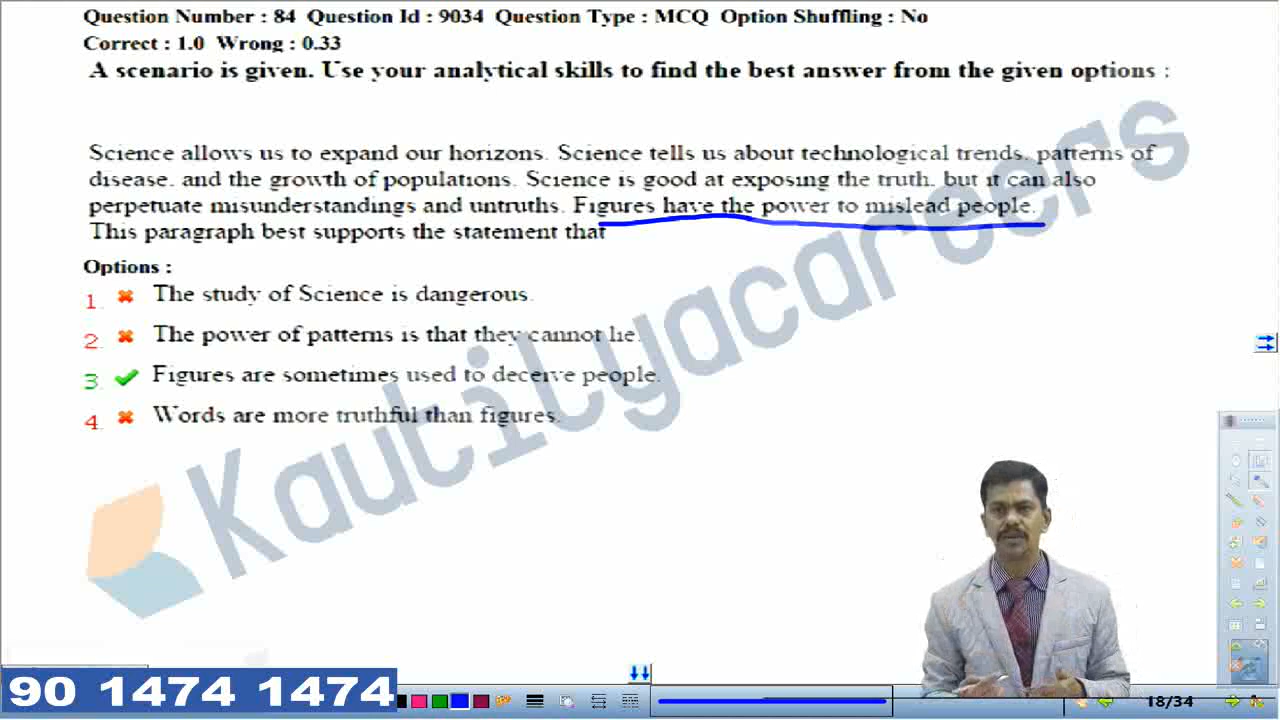 Question Number : 84 Question Id : 9034 Question Type : MCQ Option Shuffling : No
Correct : 1.0 Wrong : 0.33
A scenario is given. Use your analytical skills to find the best answer from the given options :
Science allows us to expand our horizons. Science tells us about technological trends, patterns of
disease, and the growth of populations. Science is good at exposing the truth, but it can also
perpetuate misunderstandings and untruths. Figures have the power to mislead people.
This paragraph best supports the statement that
Options :
1. The study of Science is dangerous.
2. The power of patterns is that they cannot lie.
3. Figures are sometimes used to deceive people.
4. Words are more truthful than figures.
Kautilyacareers
90 1474 1474
18/34